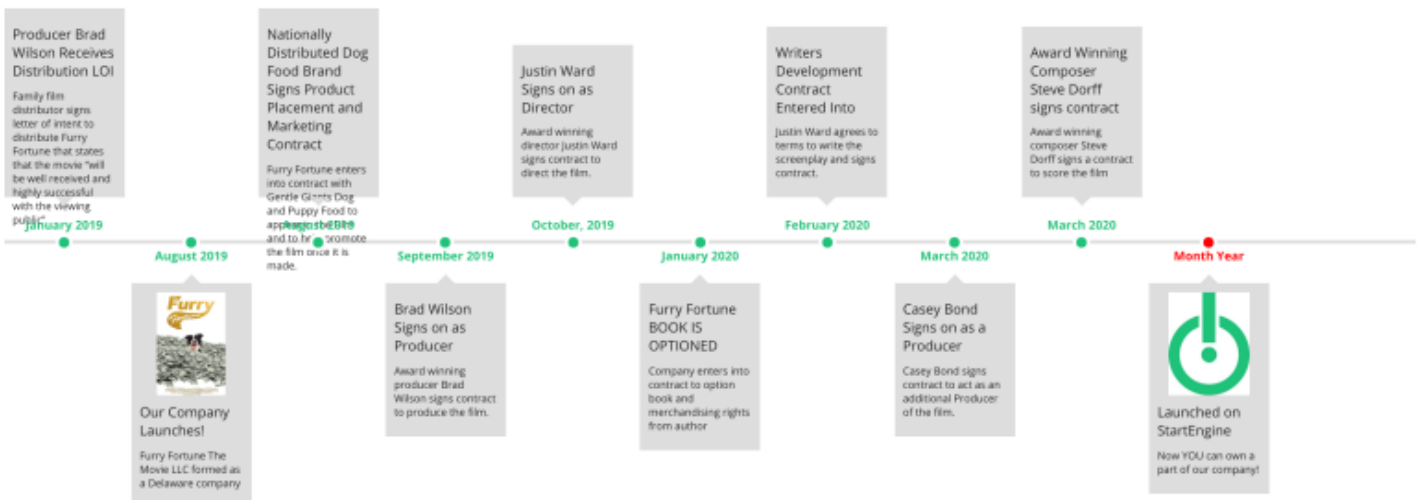 Producer Brad
Wilson Receives
Distribution LOI
Family film
distributor signs
letter of intent to
distribute Furry
Fortune that states
that the movie "will
be well received and
highly successful
with the viewing
public"
January 2019
August 2019
Furry
Our Company
Launches!
Furry Fortune The
Movie LLC formed as
a Delaware company
Nationally
Distributed Dog
Food Brand
Signs Product
Placement and
Marketing
Contract
Furry Fortune enters
into contract with
Gentle Giants Dog
and Puppy Food to
and to promote
the film once it is
made.
August 2019
September 2019
Brad Wilson
Signs on as
Producer
Award winning
producer Brad
Wilson signs contract
to produce the film.
Justin Ward
Signs on as
Director
Award winning
director Justin Ward
signs contract to
direct the film.
October, 2019
January 2020
Furry Fortune
BOOK IS
OPTIONED
Company enters into
contract to option
book and
merchandising rights
from author
Writers
Development
Contract
Entered Into
Justin Ward agrees to
terms to write the
screenplay and signs
contract.
February 2020
March 2020
Casey Bond
Signs on as a
Producer
Casey Bond signs
contract to act as an
additional Producer
of the film.
Award Winning
Composer
Steve Dorff
signs contract
Award winning
composer Steve
Dorff signs a contract
to score the film
March 2020
Month Year
Launched on
StartEngine
Now YOU can own a
part of our company!